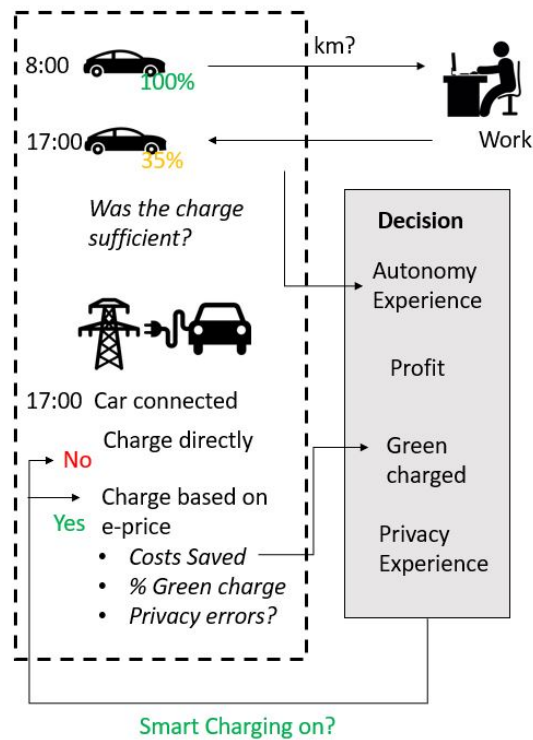 8:00
100%
km?
17:00
35%
Work
Was the charge
sufficient?
Decision
Autonomy
Experience
Profit
17:00 Car connected
Charge directly
No
Green
charged
Charge based on
Yes
e-price
• Costs Saved
• % Green charge
• Privacy errors?
Privacy
Experience
Smart Charging on?